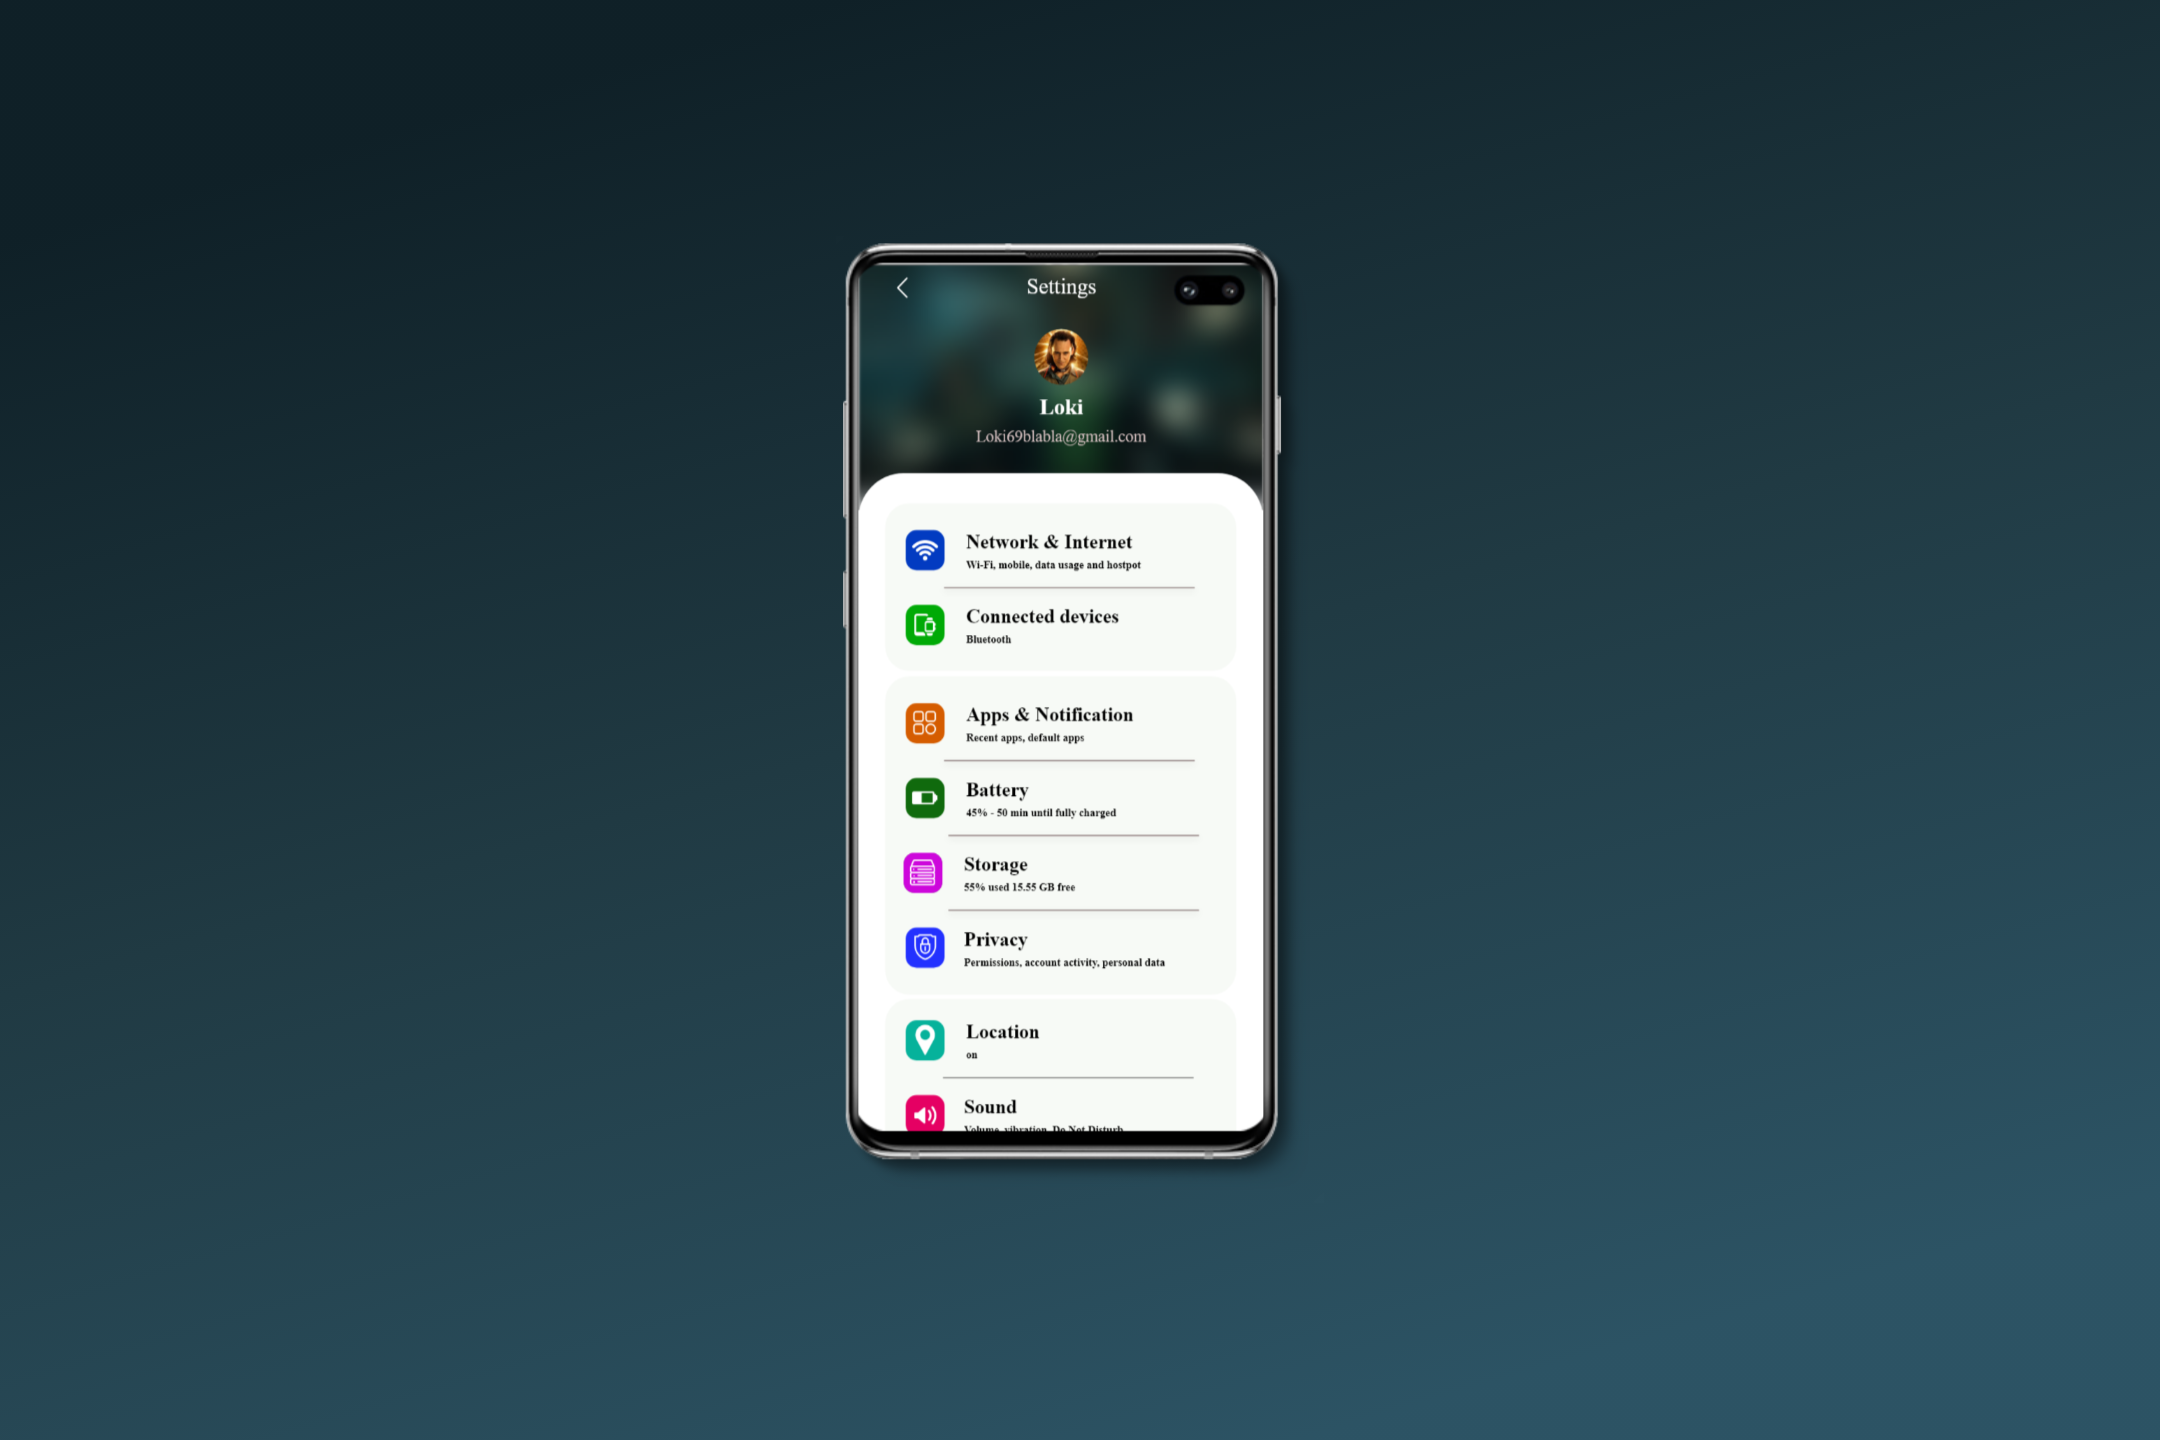 Settings
Loki
Loki69blabla@gmail.com
Network & Internet
Wi-Fi, mobile, data usage and hostpot
Connected devices
Bluetooth
Apps & Notification
Recent apps, default apps
Battery
45% - 50 min until fully charged
Storage
55% used 15.55 GB free
Privacy
Permissions, account activity, personal data
Location
on
Sound
Volume, vibration, Do Not Disturb